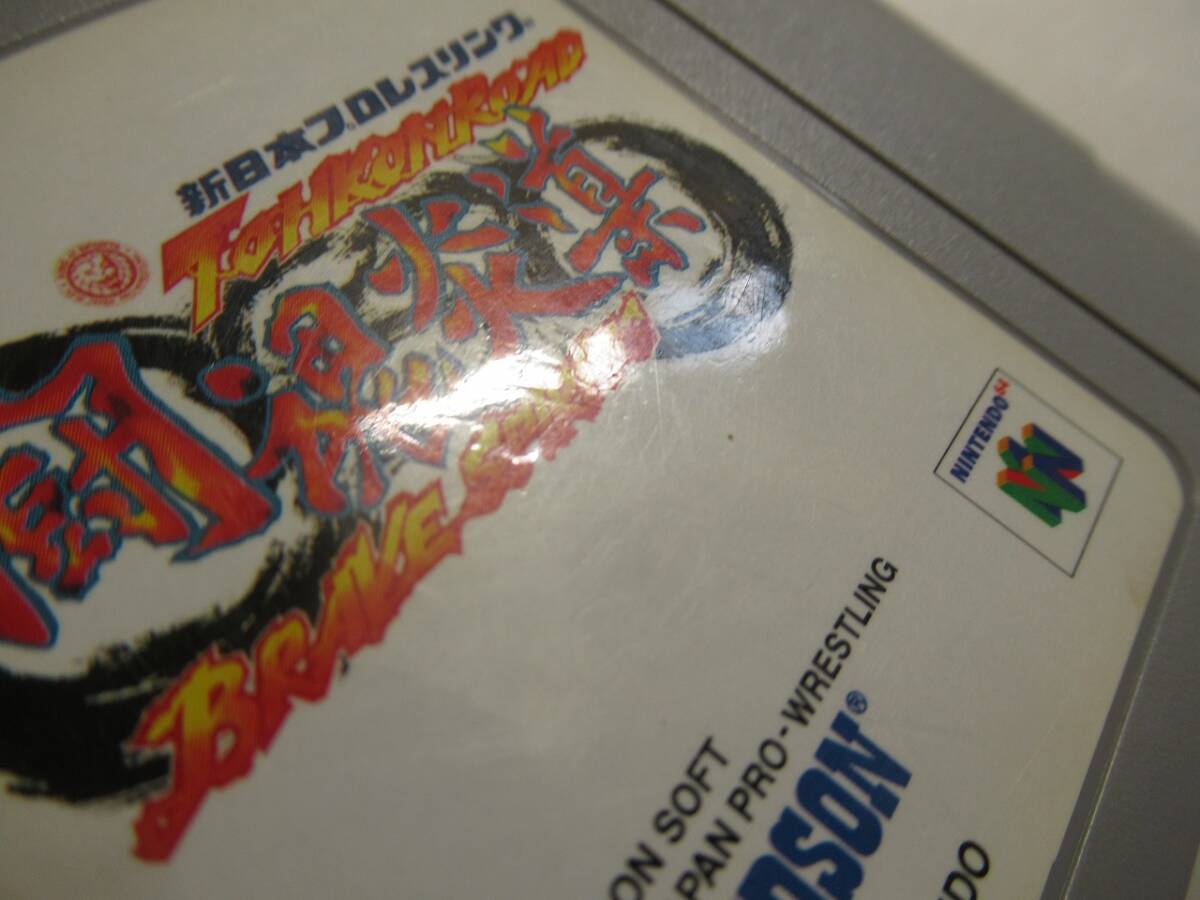 新日本プロレスリング
TOHKON ROAD
闘魂炎導
BRAVE
NINTENDO64
ON SOFT
PAN PRO-WRESTLING
DSON®
DO